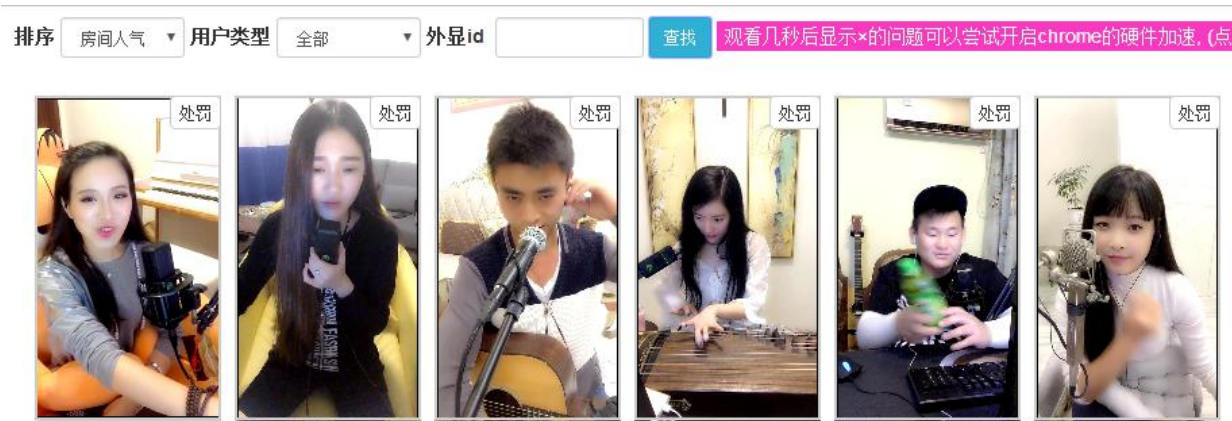 排序 房间人气 用户类型 全部 外显id 查找 观看几秒后显示×的问题可以尝试开启chrome的硬件加速, (点
处罚 处罚 处罚 处罚 处罚 处罚